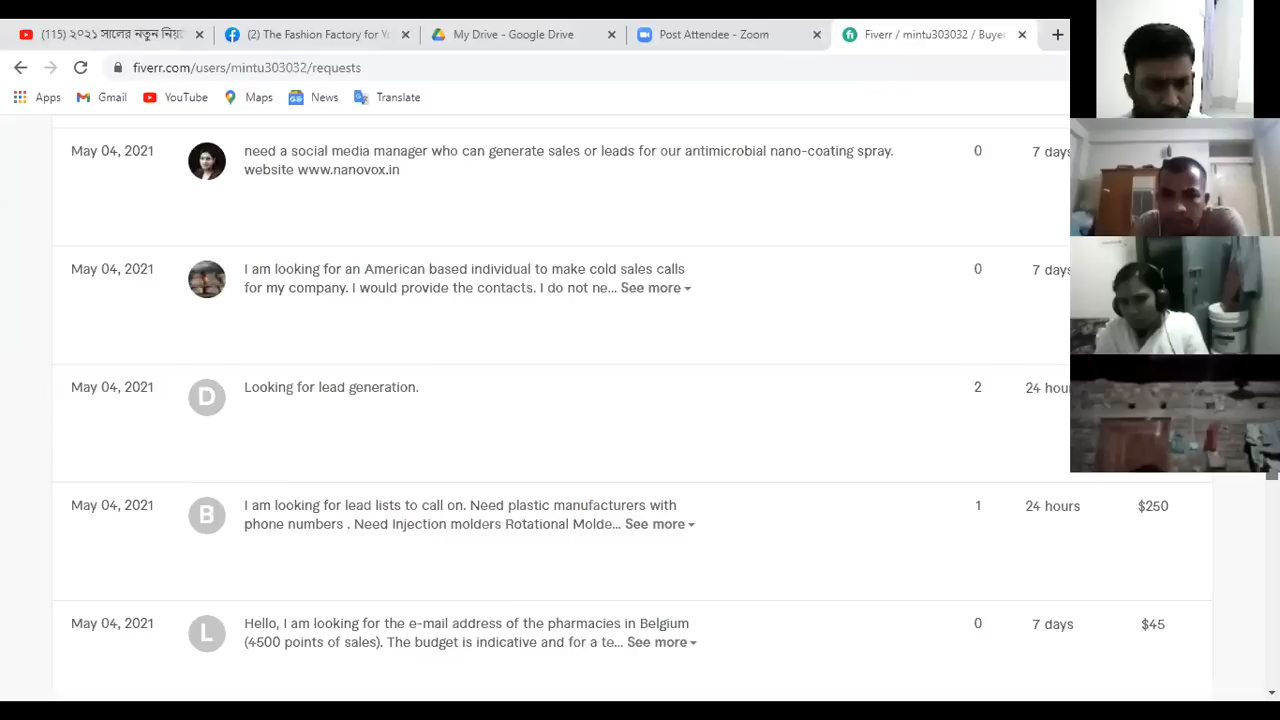 (115) ২০২১ সালের নতুন নিয়ম
(2) The Fashion Factory for
My Drive - Google Drive
Post Attendee - Zoom
Fiverr / mintu303032 / Buye
fiverr.com/users/mintu303032/requests
Apps
Gmail
YouTube
Maps
News
Translate
May 04, 2021
need a social media manager who can generate sales or leads for our antimicrobial nano-coating spray.
website www.nanovox.in
0
7 days
May 04, 2021
I am looking for an American based individual to make cold sales calls
for my company. I would provide the contacts. I do not ne... See more
0
7 days
May 04, 2021
D
Looking for lead generation.
2
24 hou
May 04, 2021
B
I am looking for lead lists to call on. Need plastic manufacturers with
phone numbers . Need Injection molders Rotational Molde... See more
1
24 hours
$250
May 04, 2021
L
Hello, I am looking for the e-mail address of the pharmacies in Belgium
(4500 points of sales). The budget is indicative and for a te... See more
0
7 days
$45